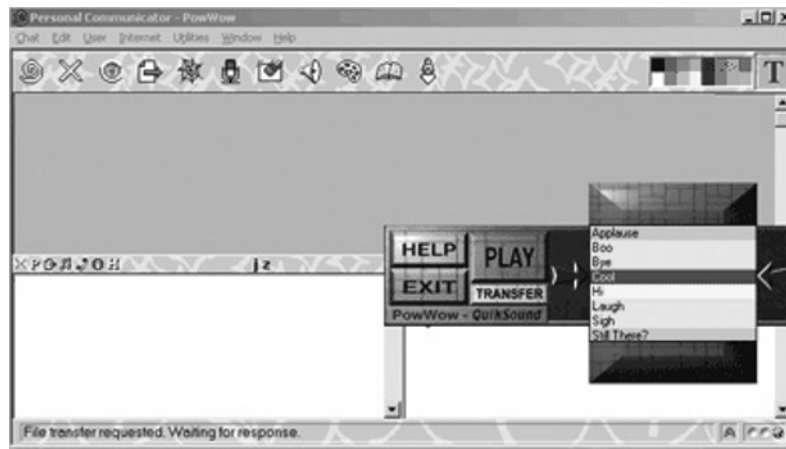 Personal Communicator - PowWow
Chat Edit User Internet Utilities Window Help
T
HELP
PLAY
EXIT
TRANSFER
PowWow - QuikSound
Applause
Boo
Bye
Cool
Hi
Laugh
Sigh
Still There?
j z
File transfer requested. Waiting for response.